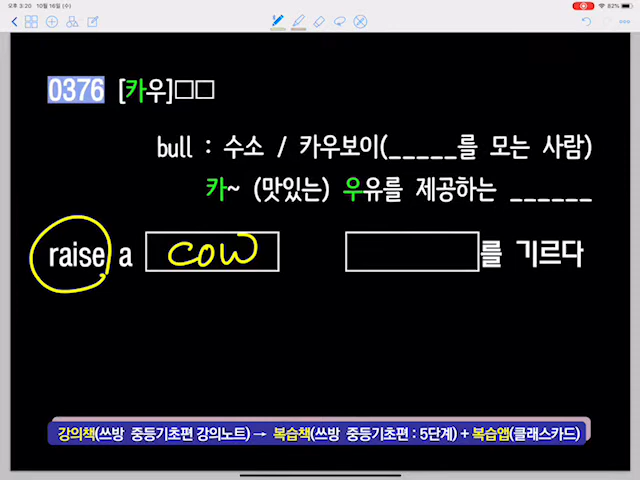 오후 3:20 10월 16일 (수) 82%
0376 [카우]□□
bull : 수소 / 카우보이(_____를 모는 사람)
카~ (맛있는) 우유를 제공하는 ______
raise a cow 를 기르다
강의책(쓰방 중등기초편 강의노트) → 복습책(쓰방 중등기초편 : 5단계) + 복습앱(클래스카드)